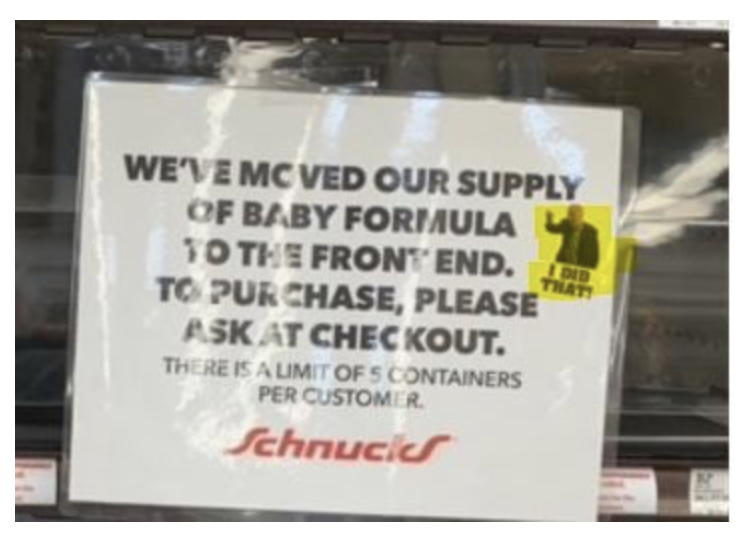 WE'VE MOVED OUR SUPPLY
OF BABY FORMULA
TO THE FRONT END.
TO PURCHASE, PLEASE
ASK AT CHECKOUT.
THERE IS A LIMIT OF 5 CONTAINERS
PER CUSTOMER.
Schnucks
I DID
THAT!